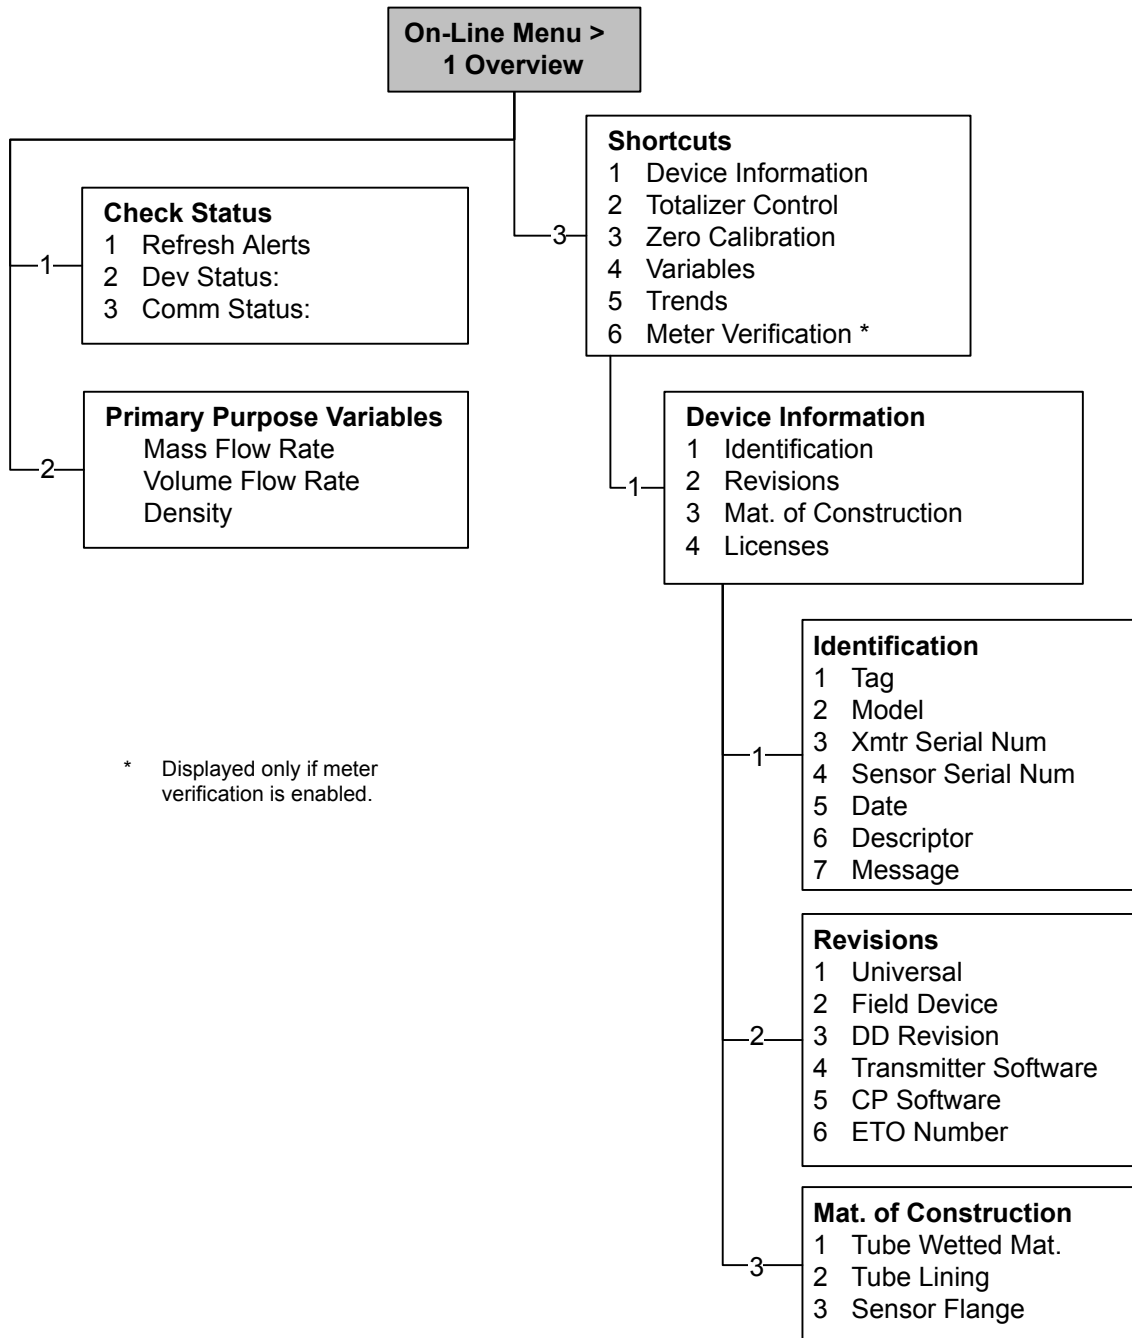 On-Line Menu >
1 Overview
1
Check Status
1 Refresh Alerts
2 Dev Status:
3 Comm Status:
2
Primary Purpose Variables
Mass Flow Rate
Volume Flow Rate
Density
3
Shortcuts
1 Device Information
2 Totalizer Control
3 Zero Calibration
4 Variables
5 Trends
6 Meter Verification *
1
Device Information
1 Identification
2 Revisions
3 Mat. of Construction
4 Licenses
1
Identification
1 Tag
2 Model
3 Xmtr Serial Num
4 Sensor Serial Num
5 Date
6 Descriptor
7 Message
2
Revisions
1 Universal
2 Field Device
3 DD Revision
4 Transmitter Software
5 CP Software
6 ETO Number
3
Mat. of Construction
1 Tube Wetted Mat.
2 Tube Lining
3 Sensor Flange
* Displayed only if meter
verification is enabled.